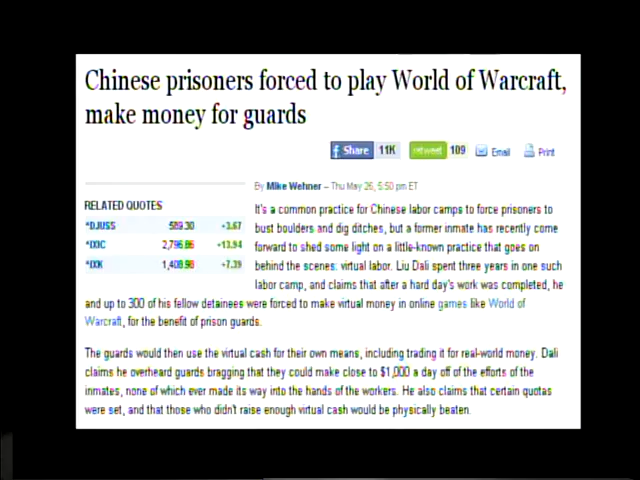 Chinese prisoners forced to play World of Warcraft,
make money for guards
f Share 11K retweet 109 Email Print
By Mike Wehner – Thu May 26, 5:50 pm ET
RELATED QUOTES
^DJUSS 589.30 +3.67
^IXIC 2,796.86 +13.94
^IXK 1,408.98 +7.39
It's a common practice for Chinese labor camps to force prisoners to
bust boulders and dig ditches, but a former inmate has recently come
forward to shed some light on a little-known practice that goes on
behind the scenes: virtual labor. Liu Dali spent three years in one such
labor camp, and claims that after a hard day's work was completed, he
and up to 300 of his fellow detainees were forced to make virtual money in online games like World of
Warcraft, for the benefit of prison guards.
The guards would then use the virtual cash for their own means, including trading it for real-world money. Dali
claims he overheard guards bragging that they could make close to $1,000 a day off of the efforts of the
inmates, none of which ever made its way into the hands of the workers. He also claims that certain quotas
were set, and that those who didn't raise enough virtual cash would be physically beaten.